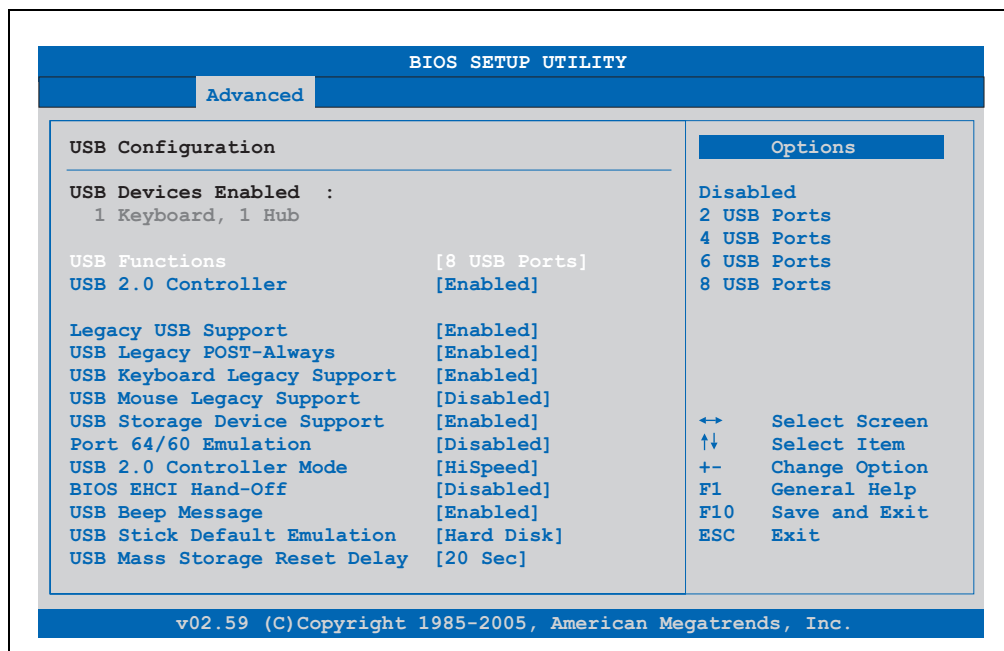 BIOS SETUP UTILITY
Advanced
USB Configuration
USB Devices Enabled :
1 Keyboard, 1 Hub
USB Functions [8 USB Ports]
USB 2.0 Controller [Enabled]
Legacy USB Support [Enabled]
USB Legacy POST-Always [Enabled]
USB Keyboard Legacy Support [Enabled]
USB Mouse Legacy Support [Disabled]
USB Storage Device Support [Enabled]
Port 64/60 Emulation [Disabled]
USB 2.0 Controller Mode [HiSpeed]
BIOS EHCI Hand-Off [Disabled]
USB Beep Message [Enabled]
USB Stick Default Emulation [Hard Disk]
USB Mass Storage Reset Delay [20 Sec]
Options
Disabled
2 USB Ports
4 USB Ports
6 USB Ports
8 USB Ports
↔ Select Screen
↑↓ Select Item
+- Change Option
F1 General Help
F10 Save and Exit
ESC Exit
v02.59 (C)Copyright 1985-2005, American Megatrends, Inc.